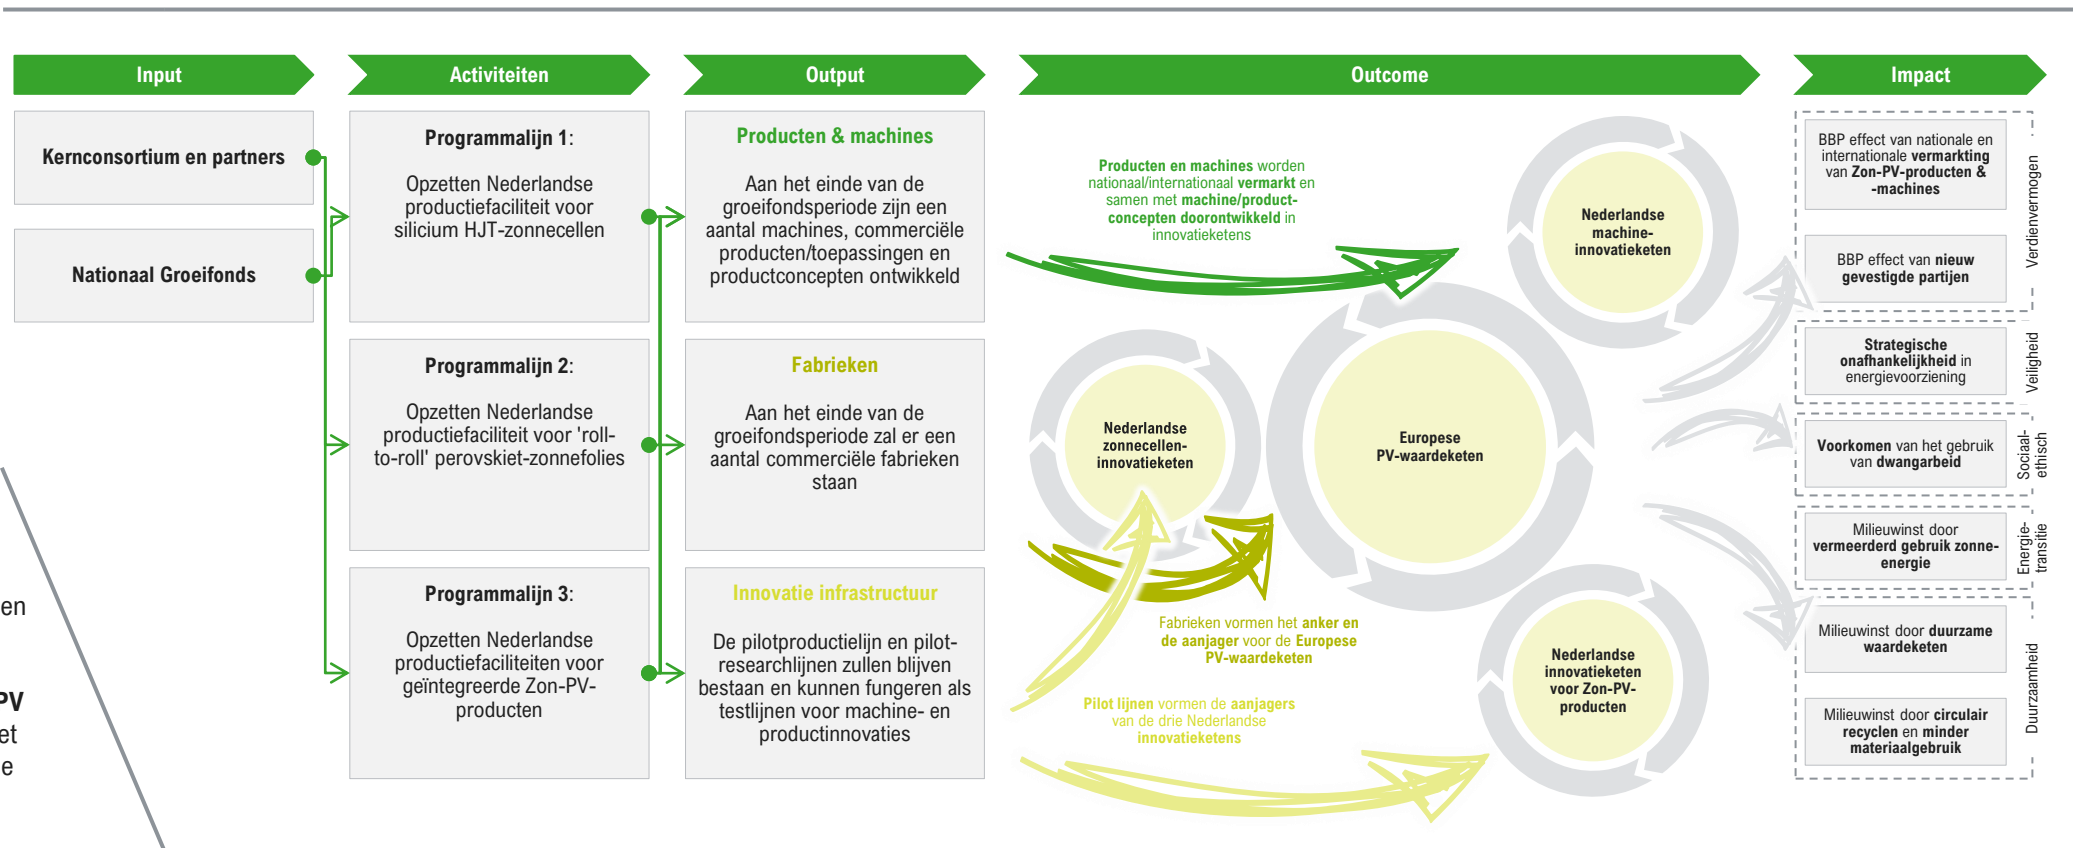 Input
Activiteiten
Output
Outcome
Impact
Kernconsortium en partners
Nationaal Groeifonds
Programmalijn 1:
Opzetten Nederlandse
productiefaciliteit voor
silicium HJT-zonnecellen
Programmalijn 2:
Opzetten Nederlandse
productiefaciliteit voor 'roll-
to-roll' perovskiet-zonnefolies
Programmalijn 3:
Opzetten Nederlandse
productiefaciliteiten voor
geïntegreerde Zon-PV-
producten
Producten & machines
Aan het einde van de
groeifondsperiode zijn een
aantal machines, commerciële
producten/toepassingen en
productconcepten ontwikkeld
Fabrieken
Aan het einde van de
groeifondsperiode zal er een
aantal commerciële fabrieken
staan
Innovatie infrastructuur
De pilotproductielijn en pilot-
researchlijnen zullen blijven
bestaan en kunnen fungeren als
testlijnen voor machine- en
productinnovaties
Producten en machines worden
nationaal/internationaal vermarkt en
samen met machine/product-
concepten doorontwikkeld in
innovatieketens
Nederlandse
machine-
innovatieketen
Nederlandse
zonnecellen-
innovatieketen
Europese
PV-waardeketen
Fabrieken vormen het anker en
de aanjager voor de Europese
PV-waardeketen
Pilot lijnen vormen de aanjagers
van de drie Nederlandse
innovatieketens
Nederlandse
innovatieketen
voor Zon-PV-
producten
BBP effect van nationale en
internationale vermarkting
van Zon-PV-producten &
-machines
BBP effect van nieuw
gevestigde partijen
Verdienvermogen
Strategische
onafhankelijkheid in
energievoorziening
Veiligheid
Voorkomen van het gebruik
van dwangarbeid
Sociaal-
ethisch
Milieuwinst door
vermeerderd gebruik zonne-
energie
Energie-
transitie
Milieuwinst door duurzame
waardeketen
Milieuwinst door circulair
recyclen en minder
materiaalgebruik
Duurzaamheid
en
PV
et
e